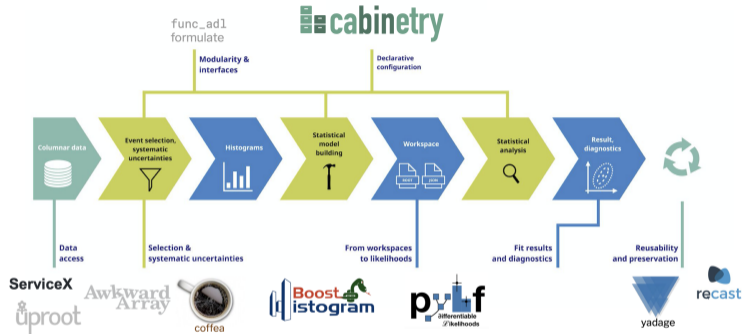 func_adl
formulate
cabinetry
Modularity &
interfaces
Declarative
configuration
Columnar data
Event selection,
systematic
uncertainties
Histograms
Statistical
model
building
Workspace
Statistical
analysis
Result,
diagnostics
ROOT
JSON
Data
access
Selection &
systematic uncertainties
From workspaces
to likelihoods
Fit results
and diagnostics
Reusability
and preservation
ServiceX
uproot
Awkward
Array
coffea
Boost
Histogram
pyhf
differentiable
Likelihoods
yadage
recast